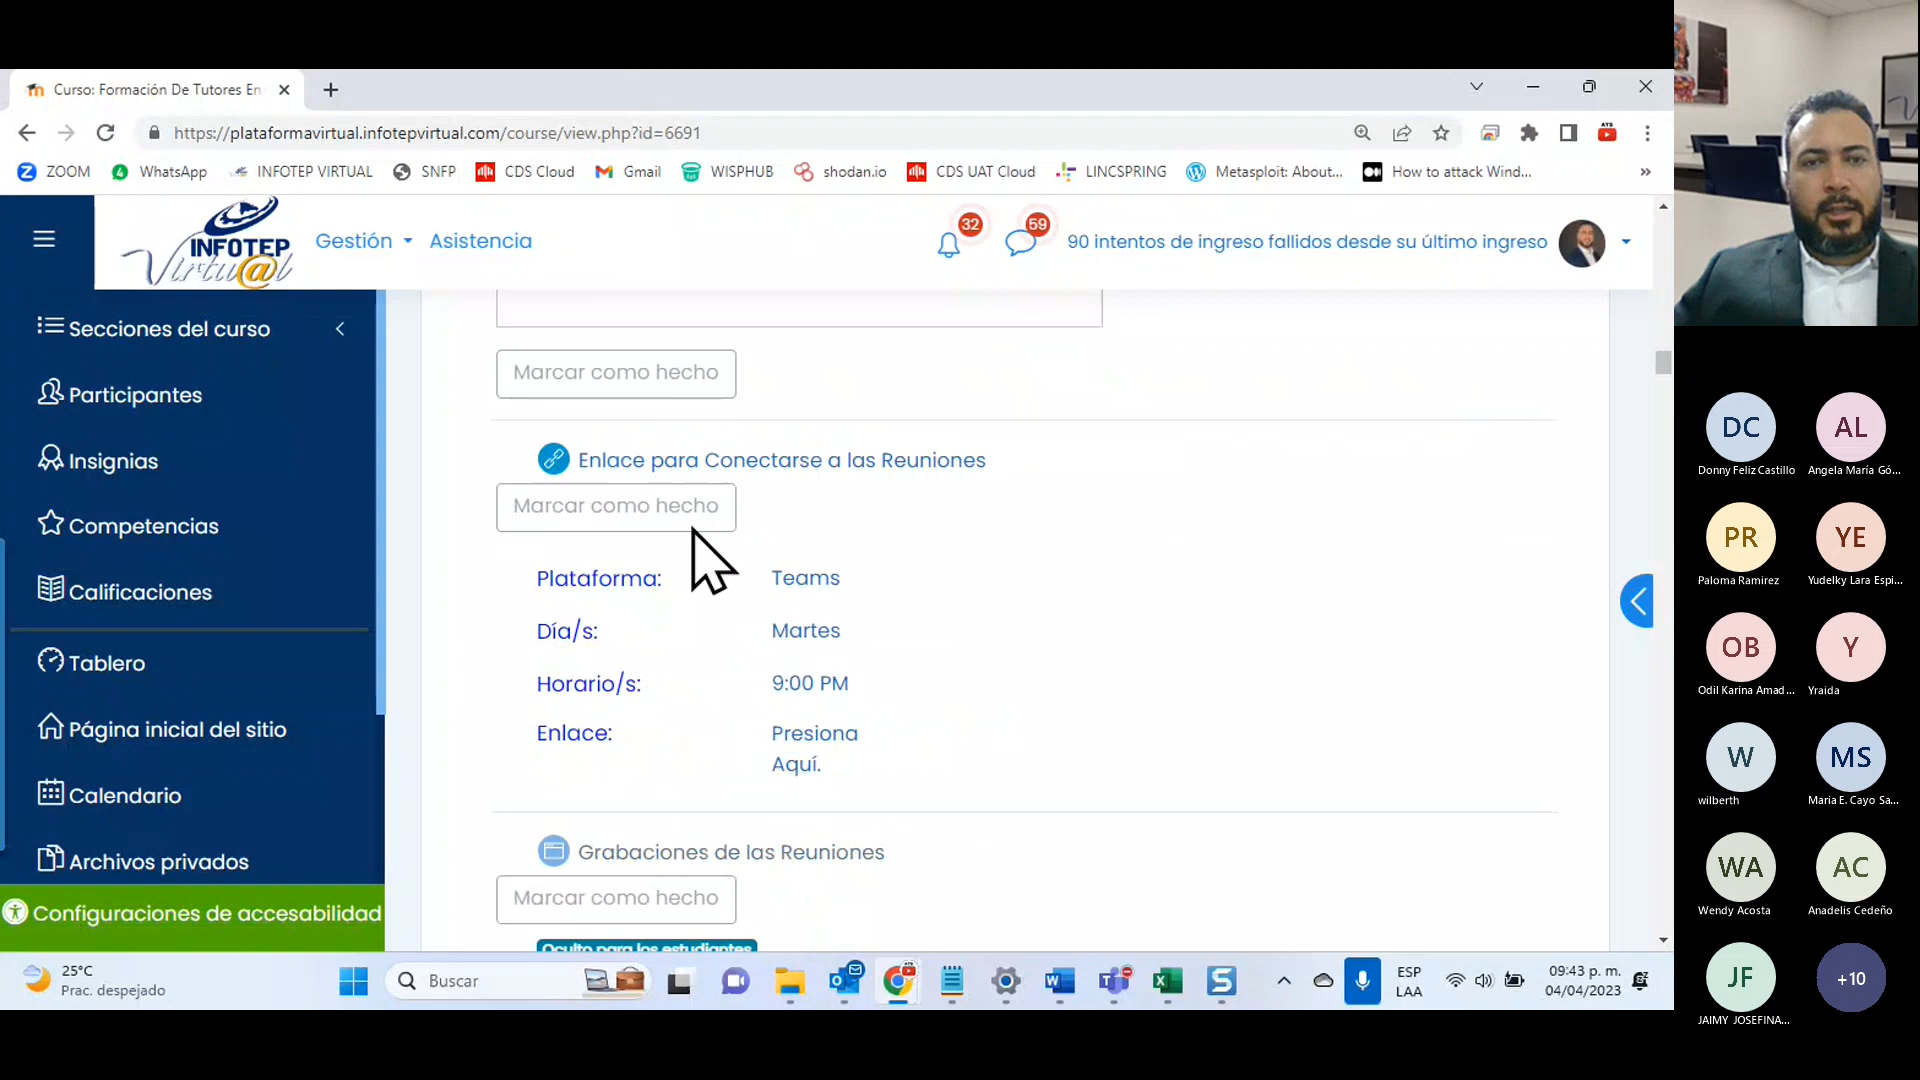 Curso: Formación De Tutores En
https://plataformavirtual.infotepvirtual.com/course/view.php?id=6691
ZOOM
WhatsApp
INFOTEP VIRTUAL
SNFP
CDS Cloud
Gmail
WISPHUB
shodan.io
CDS UAT Cloud
LINCSPRING
Metasploit: About...
How to attack Wind...
»
INFOTEP
Virtu@l
Gestión
Asistencia
32
59
90 intentos de ingreso fallidos desde su último ingreso
Secciones del curso
Participantes
Insignias
Competencias
Calificaciones
Tablero
Página inicial del sitio
Calendario
Archivos privados
Configuraciones de accesabilidad
Marcar como hecho
Enlace para Conectarse a las Reuniones
Marcar como hecho
Plataforma: Teams
Día/s: Martes
Horario/s: 9:00 PM
Enlace: Presiona
Aquí.
Grabaciones de las Reuniones
Marcar como hecho
Oculto para los estudiantes
25°C
Prac. despejado
Buscar
ESP
LAA
09:43 p. m.
04/04/2023
DC
Donny Feliz Castillo
AL
Angela María Gó...
PR
Paloma Ramirez
YE
Yudelky Lara Espi...
OB
Odil Karina Amad...
Y
Yraida
W
wilberth
MS
Maria E. Cayo Sa...
WA
Wendy Acosta
AC
Anadelis Cedeño
JF
JAIMY JOSEFINA...
+10